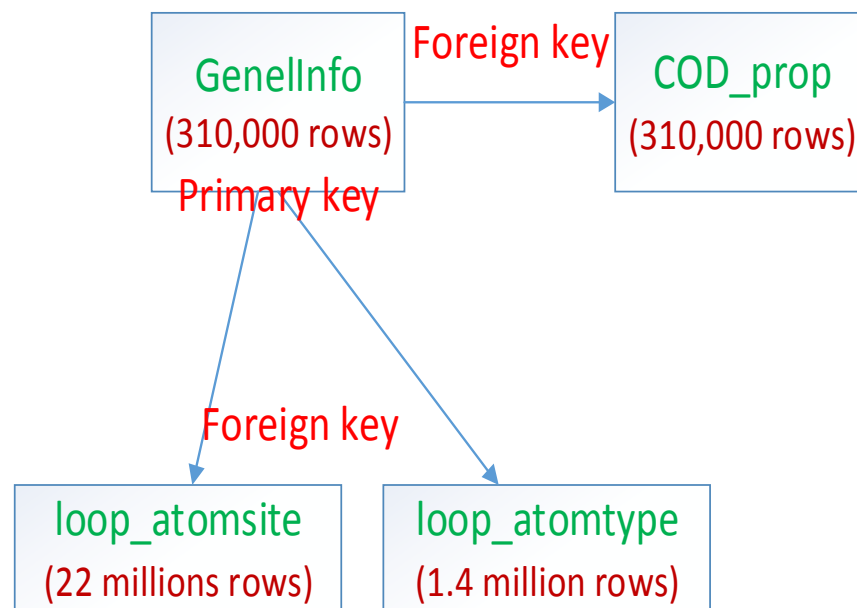 GenelInfo
(310,000 rows)
Primary key
Foreign key
COD_prop
(310,000 rows)
Foreign key
loop_atomsite
(22 millions rows)
loop_atomtype
(1.4 million rows)